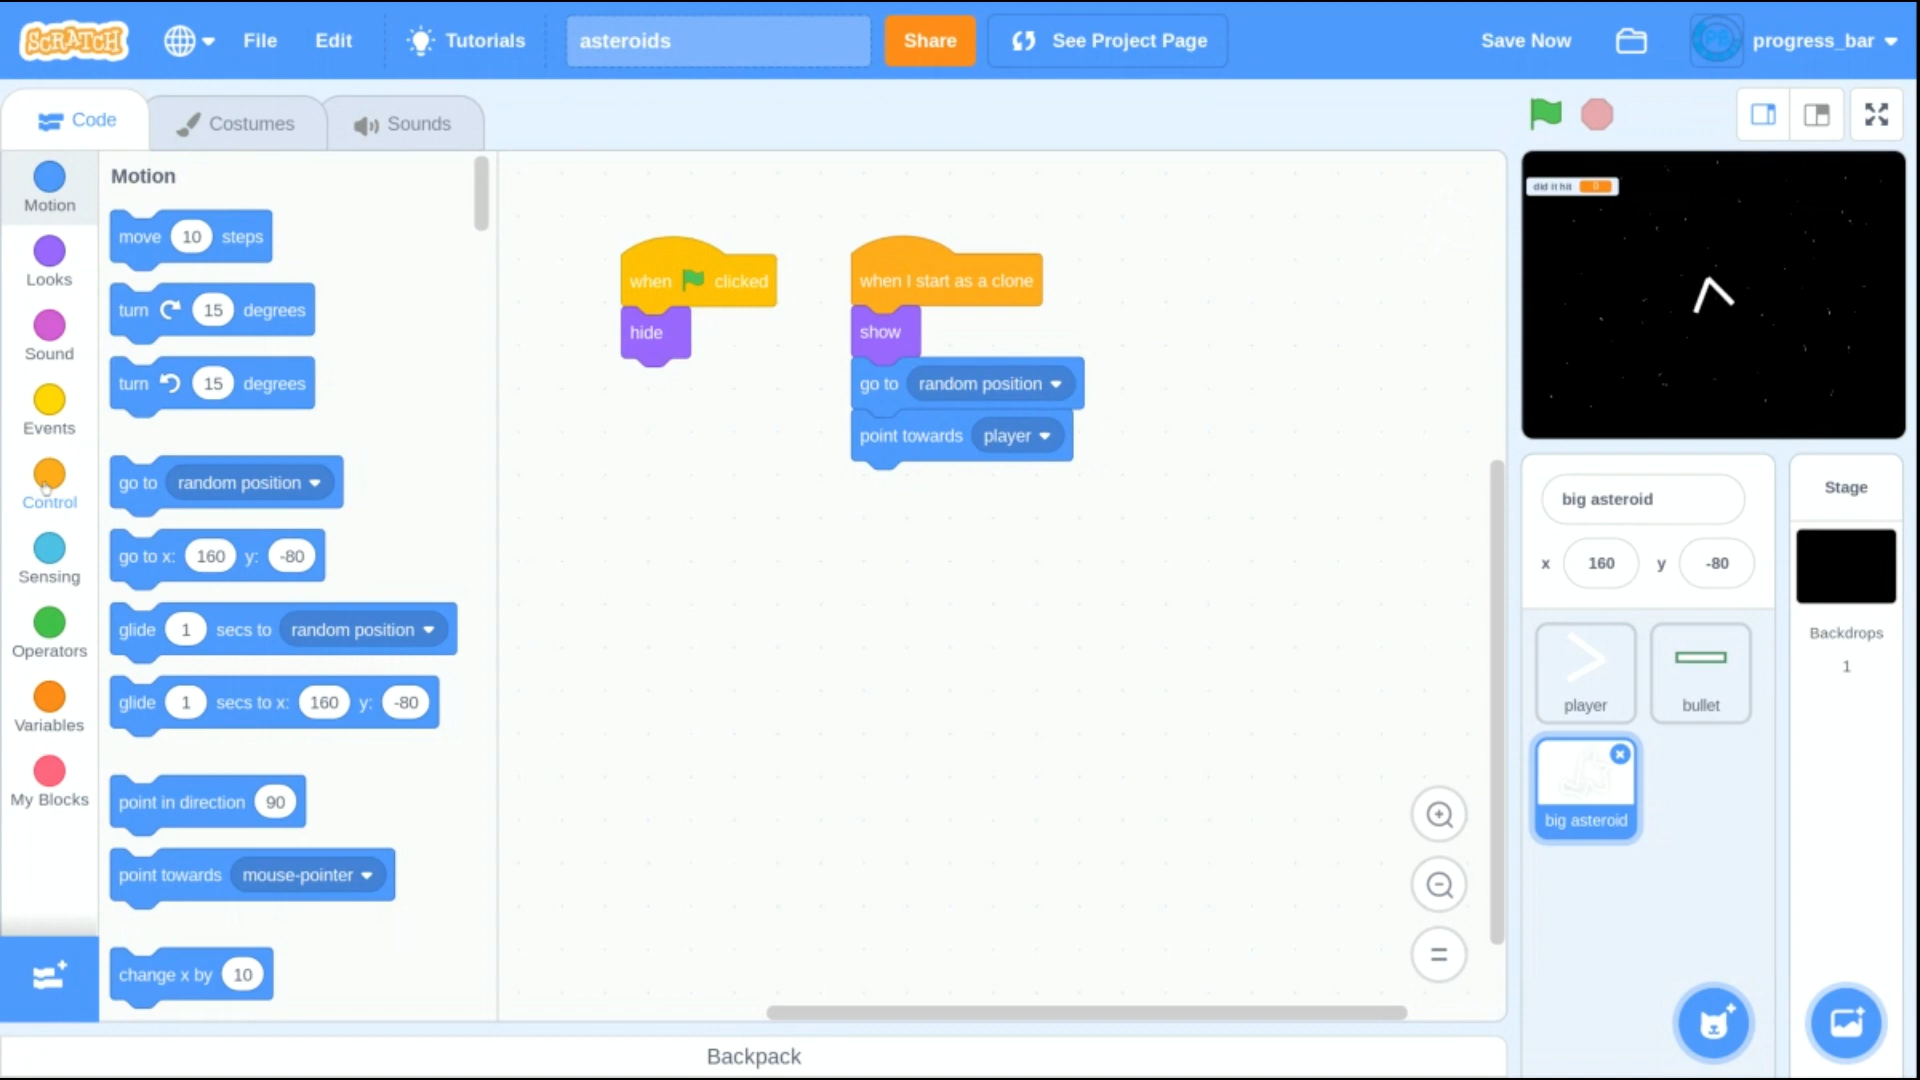 SCRATCH File Edit Tutorials asteroids Share See Project Page Save Now progress_bar
Code Costumes Sounds
Motion
Looks
Sound
Events
Control
Sensing
Operators
Variables
My Blocks
Motion
move 10 steps
turn 15 degrees
turn 15 degrees
go to random position
go to x: 160 y: -80
glide 1 secs to random position
glide 1 secs to x: 160 y: -80
point in direction 90
point towards mouse-pointer
change x by 10
when clicked
hide
when I start as a clone
show
go to random position
point towards player
did it hit 0
big asteroid
x 160 y -80
player
bullet
big asteroid
Stage
Backdrops
1
Backpack